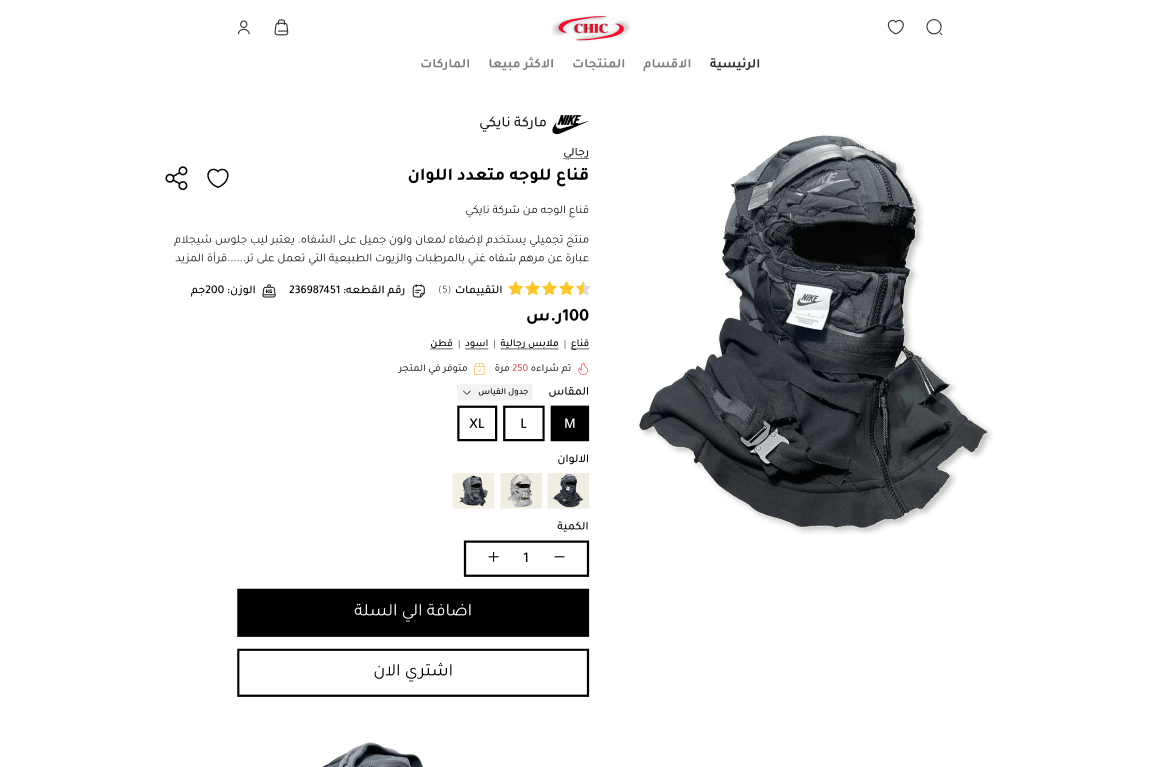 CHIC
الرئيسية الاقسام المنتجات الاكثر مبيعا الماركات
NIKE ماركة نايكي
رجالي
قناع للوجه متعدد اللوان
قناع الوجه من شركة نايكي
منتج تجميلي يستخدم لإضفاء لمعان ولون جميل على الشفاه. يعتبر ليب جلوس شيجلام
عبارة عن مرهم شفاه غني بالمرطبات والزيوت الطبيعية التي تعمل على تر......قرأة المزيد
التقييمات (5) رقم القطعه: 236987451 الوزن: 200جم
100ر.س
قناع | ملابس رجالية | اسود | قطن
تم شراءه 250 مرة متوفر في المتجر
المقاس جدول القياس
M L XL
الالوان
الكمية
− 1 +
اضافة الي السلة
اشتري الان
NIKE